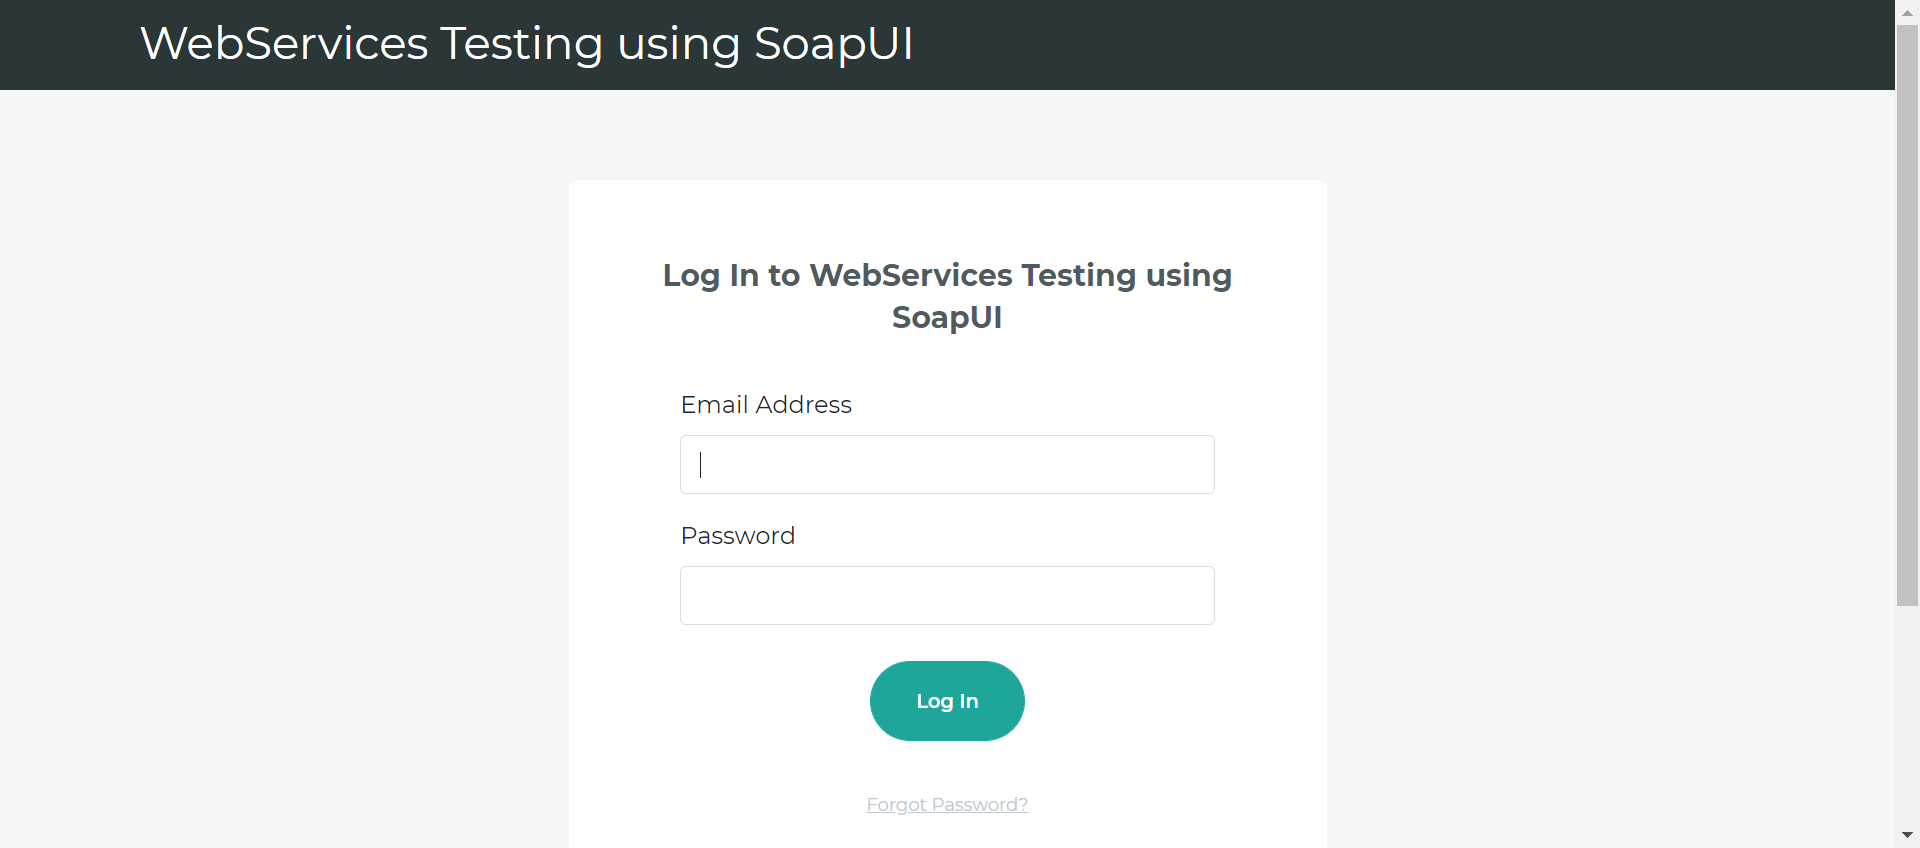 WebServices Testing using SoapUI
Log In to WebServices Testing using
SoapUI
Email Address
Password
Log In
Forgot Password?